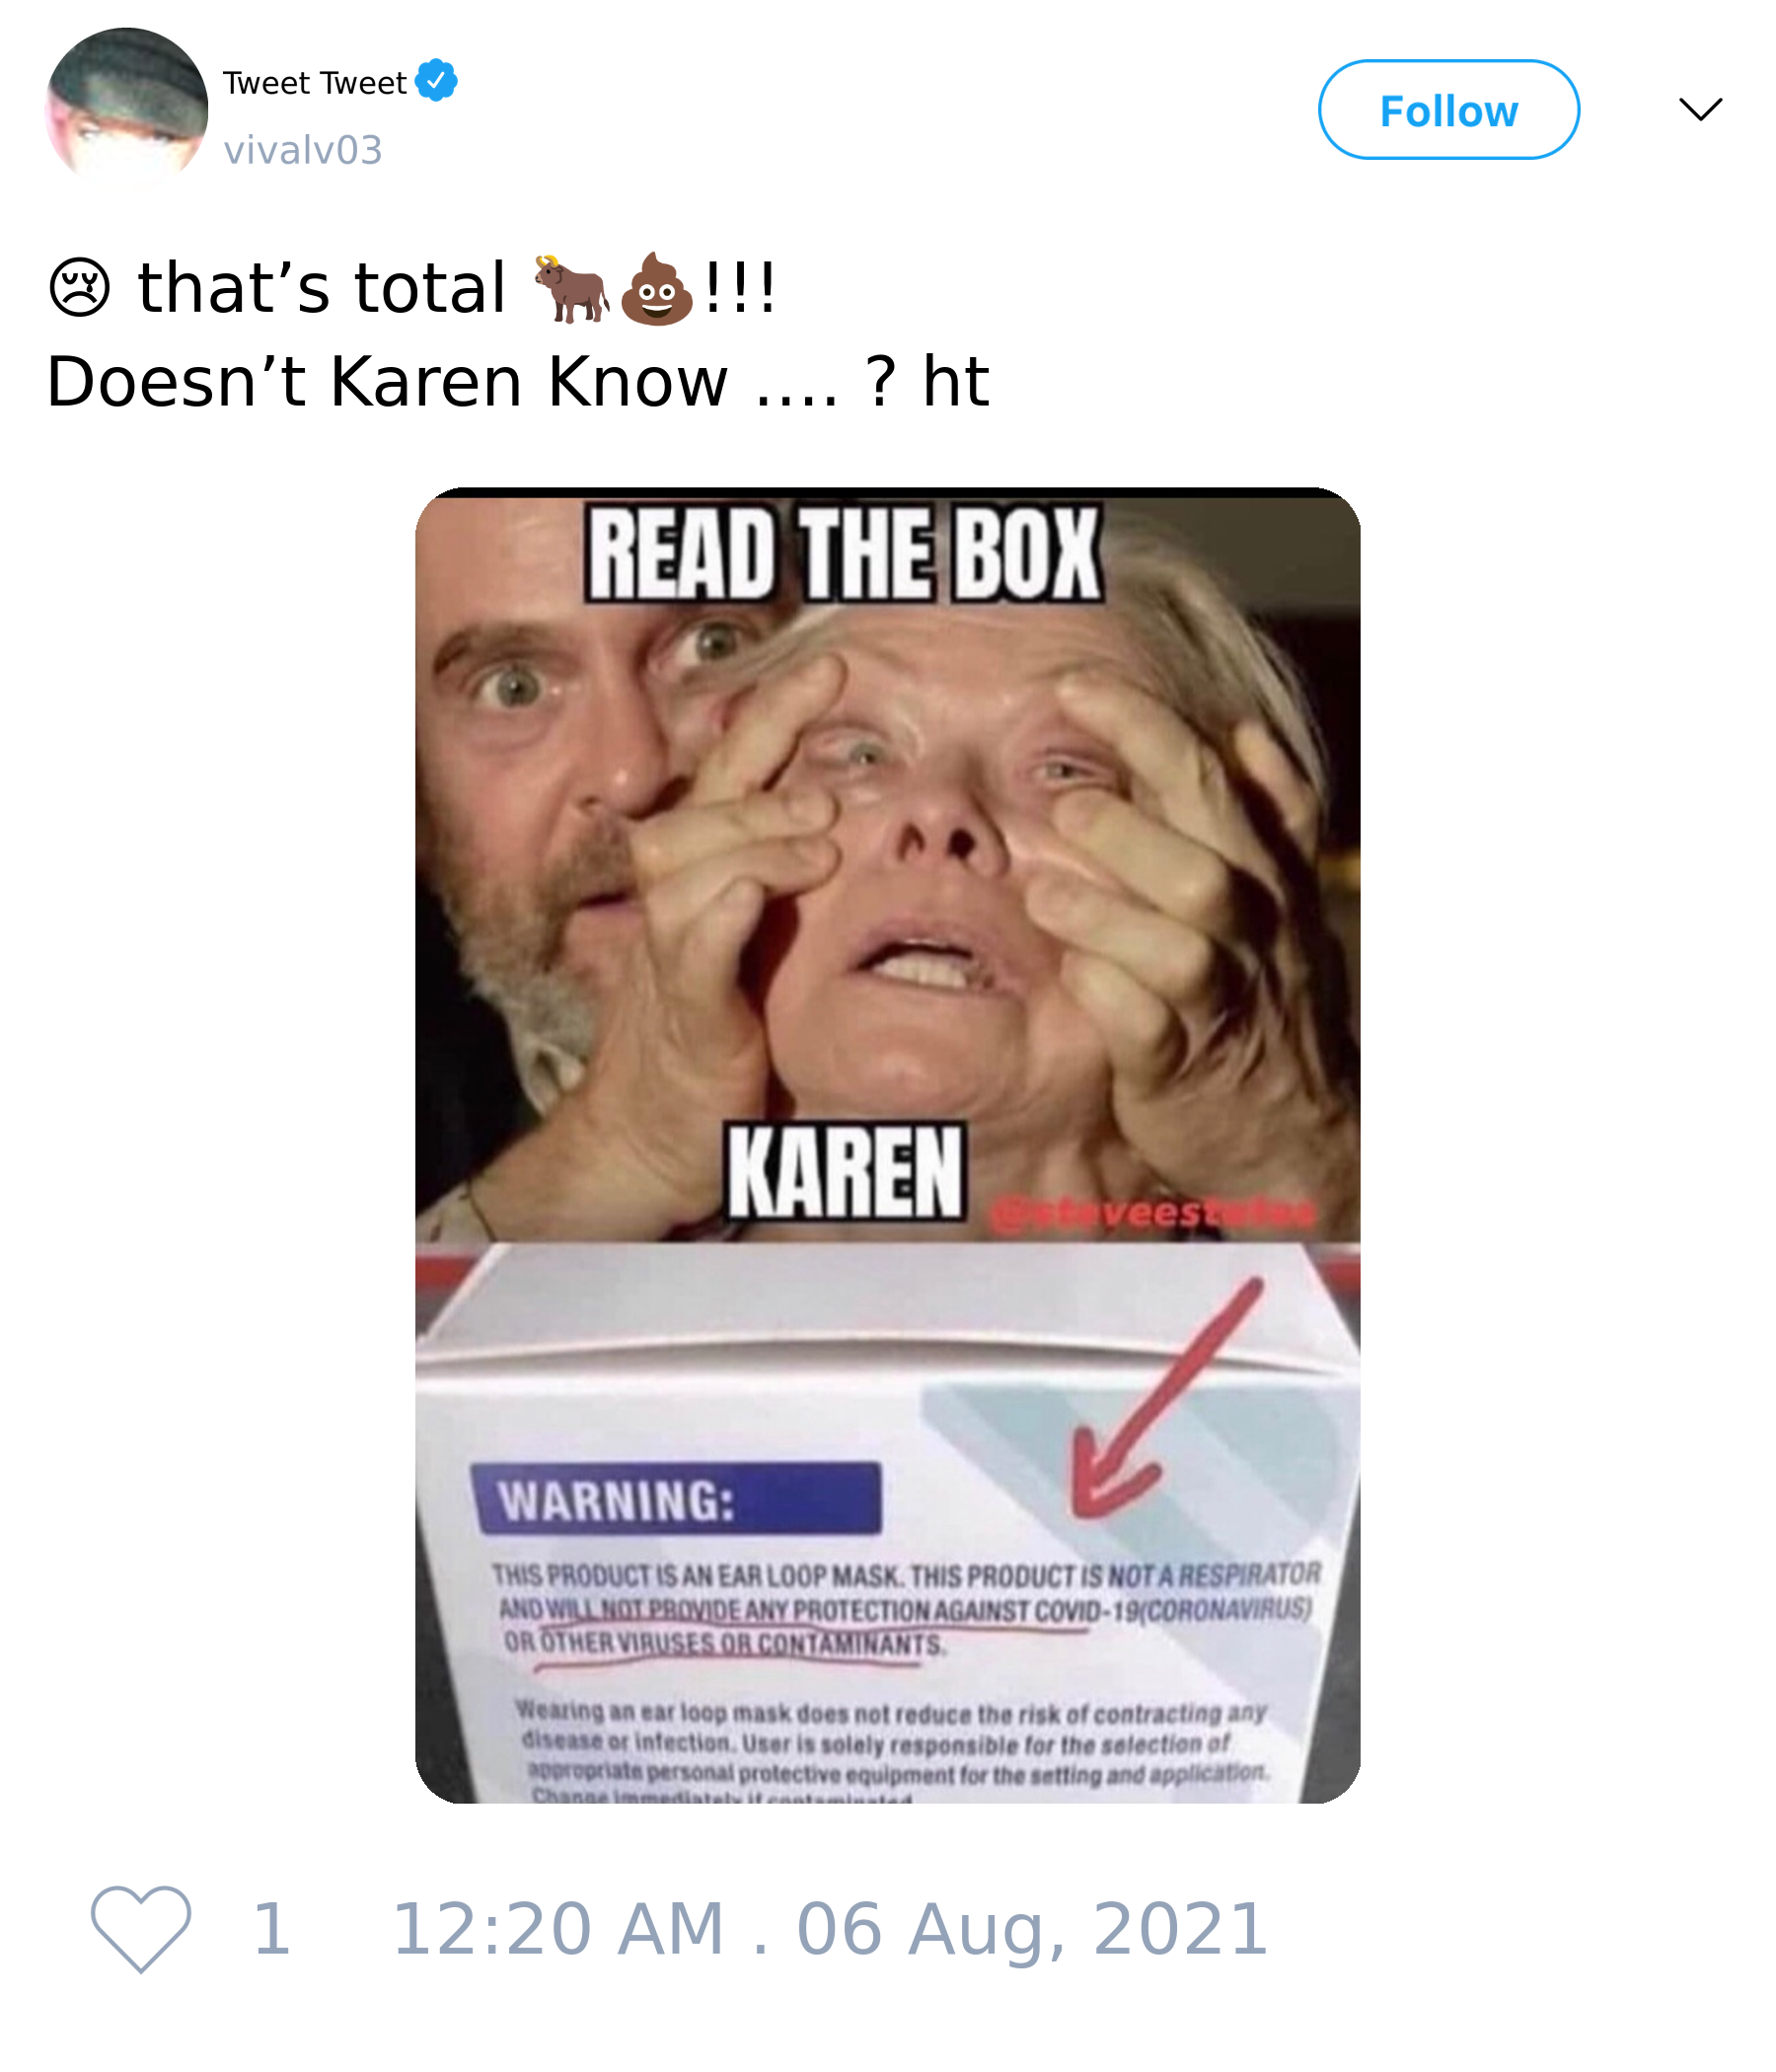 Tweet Tweet
vivalv03
Follow
😢 that’s total 🐂💩!!!
Doesn’t Karen Know .... ? ht
READ THE BOX
KAREN
WARNING:
THIS PRODUCT IS AN EAR LOOP MASK. THIS PRODUCT IS NOT A RESPIRATOR
AND WILL NOT PROVIDE ANY PROTECTION AGAINST COVID-19(CORONAVIRUS)
OR OTHER VIRUSES OR CONTAMINANTS.
Wearing an ear loop mask does not reduce the risk of contracting any
disease or infection. User is solely responsible for the selection of
appropriate personal protective equipment for the setting and application.
Change immediately if contaminated
1 12:20 AM . 06 Aug, 2021